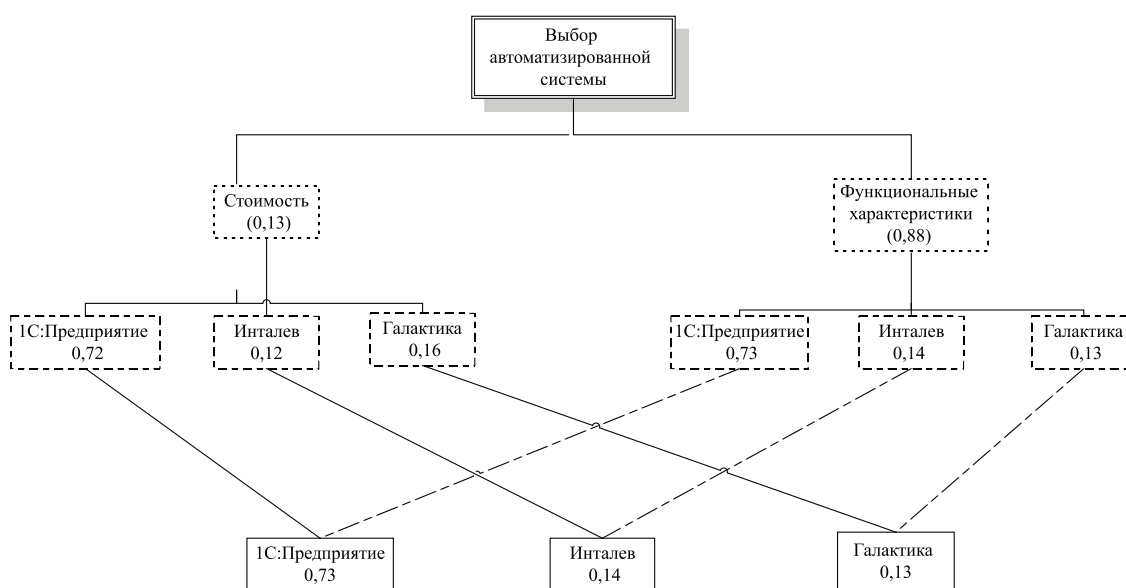 Выбор
автоматизированной
системы
Стоимость
(0,13)
Функциональные
характеристики
(0,88)
1С:Предприятие
0,72
Инталев
0,12
Галактика
0,16
1С:Предприятие
0,73
Инталев
0,14
Галактика
0,13
1С:Предприятие
0,73
Инталев
0,14
Галактика
0,13